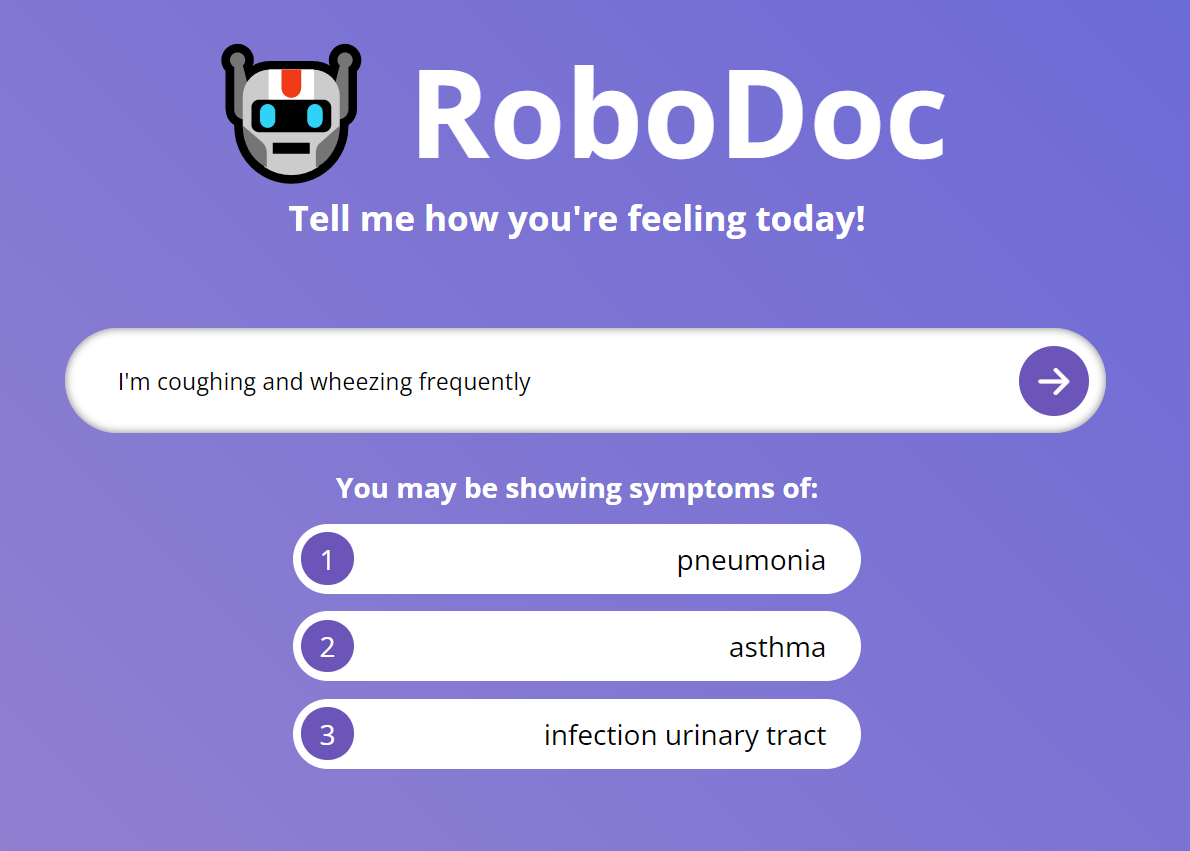 RoboDoc
Tell me how you're feeling today!
I'm coughing and wheezing frequently
You may be showing symptoms of:
1 pneumonia
2 asthma
3 infection urinary tract